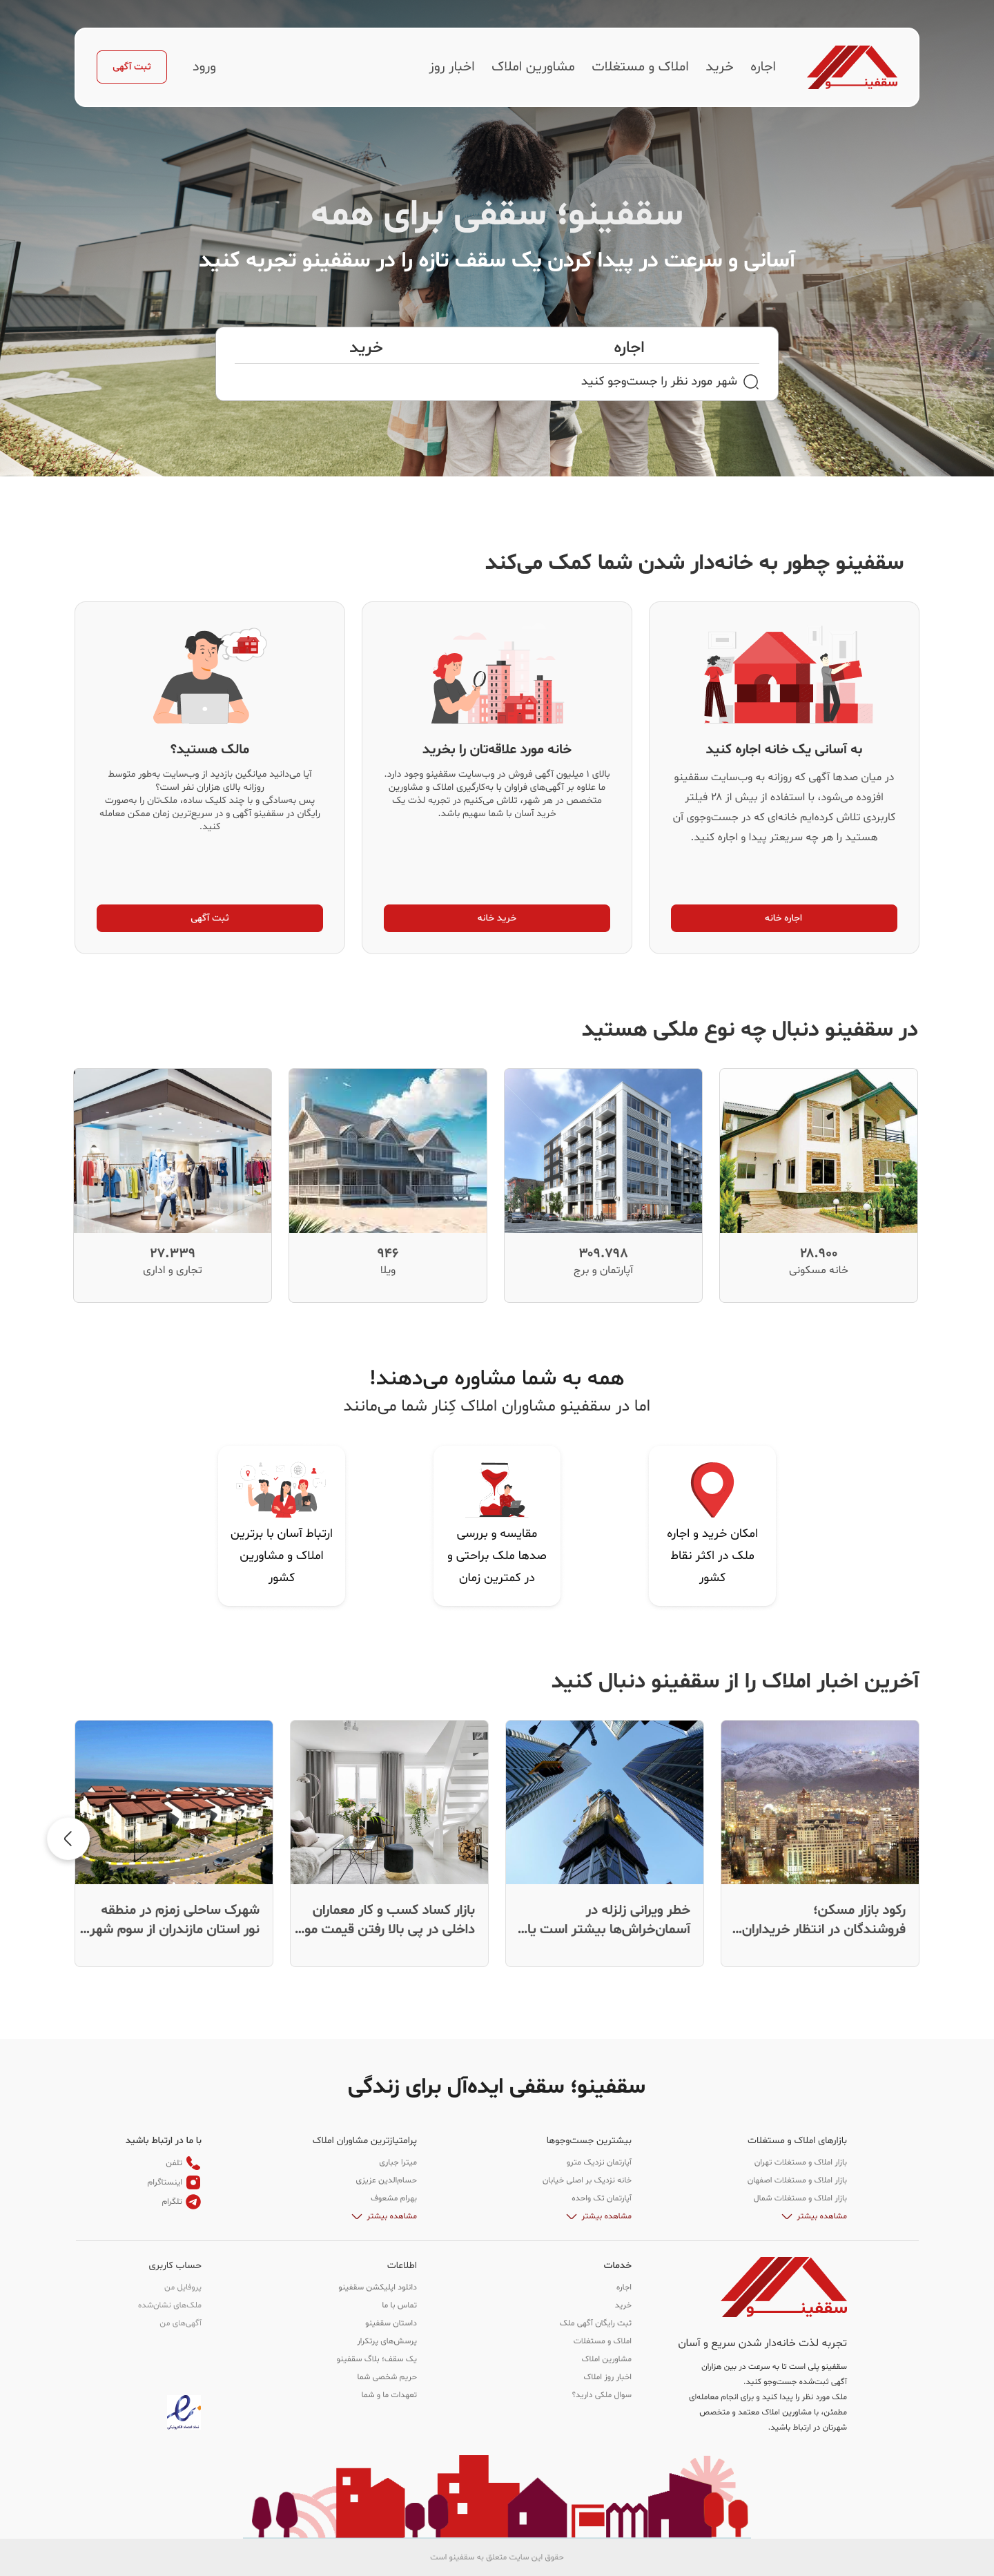 سقفینو
اجاره
خرید
املاک و مستغلات
مشاورین املاک
اخبار روز
ورود
ثبت آگهی
سقفینو؛ سقفی برای همه
آسانی و سرعت در پیدا کردن یک سقف تازه را در سقفینو تجربه کنید
اجاره
خرید
شهر مورد نظر را جست‌وجو کنید
سقفینو چطور به خانه‌دار شدن شما کمک می‌کند
به آسانی یک خانه اجاره کنید
در میان صدها آگهی که روزانه به وب‌سایت سقفینو
افزوده می‌شود، با استفاده از بیش از ۲۸ فیلتر
کاربردی تلاش کرده‌ایم خانه‌ای که در جست‌وجوی آن
هستید را هر چه سریعتر پیدا و اجاره کنید.
اجاره خانه
خانه مورد علاقه‌تان را بخرید
بالای ۱ میلیون آگهی فروش در وب‌سایت سقفینو وجود دارد.
ما علاوه بر آگهی‌های فراوان با به‌کارگیری املاک و مشاورین
متخصص در هر شهر، تلاش می‌کنیم در تجربه لذت یک
خرید آسان با شما سهیم باشد.
خرید خانه
مالک هستید؟
آیا می‌دانید میانگین بازدید از وب‌سایت به‌طور متوسط
روزانه بالای هزاران نفر است؟
پس به‌سادگی و با چند کلیک ساده، ملک‌تان را به‌صورت
رایگان در سقفینو آگهی و در سریع‌ترین زمان ممکن معامله
کنید.
ثبت آگهی
در سقفینو دنبال چه نوع ملکی هستید
۲۸.۹۰۰
خانه مسکونی
۳۰۹.۷۹۸
آپارتمان و برج
۹۴۶
ویلا
۲۷.۳۳۹
تجاری و اداری
همه به شما مشاوره می‌دهند!
اما در سقفینو مشاوران املاک کِنار شما می‌مانند
امکان خرید و اجاره
ملک در اکثر نقاط
کشور
مقایسه و بررسی
صدها ملک براحتی و
در کمترین زمان
ارتباط آسان با برترین
املاک و مشاورین
کشور
آخرین اخبار املاک را از سقفینو دنبال کنید
رکود بازار مسکن؛
فروشندگان در انتظار خریداران...
خطر ویرانی زلزله در
آسمان‌خراش‌ها بیشتر است یا...
بازار کساد کسب و کار معماران
داخلی در پی بالا رفتن قیمت مو...
شهرک ساحلی زمزم در منطقه
نور استان مازندران از سوم شهر...
سقفینو؛ سقفی ایده‌آل برای زندگی
بازارهای املاک و مستغلات
بازار املاک و مستغلات تهران
بازار املاک و مستغلات اصفهان
بازار املاک و مستغلات شمال
مشاهده بیشتر
بیشترین جست‌وجوها
آپارتمان نزدیک مترو
خانه نزدیک بر اصلی خیابان
آپارتمان تک واحده
مشاهده بیشتر
پرامتیازترین مشاوران املاک
میترا جباری
حسام‌الدین عزیزی
بهرام مشعوف
مشاهده بیشتر
با ما در ارتباط باشید
تلفن
اینستاگرام
تلگرام
سقفینو
تجربه لذت خانه‌دار شدن سریع و آسان
سقفینو پلی است تا به سرعت در بین هزاران
آگهی ثبت‌شده جست‌وجو کنید.
ملک مورد نظر را پیدا کنید و برای انجام معامله‌ای
مطمئن، با مشاورین املاک معتمد و متخصص
شهرتان در ارتباط باشید.
خدمات
اجاره
خرید
ثبت رایگان آگهی ملک
املاک و مستغلات
مشاورین املاک
اخبار روز املاک
سوال ملکی دارید؟
اطلاعات
دانلود اپلیکشن سقفینو
تماس با ما
داستان سقفینو
پرسش‌های پرتکرار
یک سقف؛ بلاگ سقفینو
حریم شخصی شما
تعهدات ما و شما
حساب کاربری
پروفایل من
ملک‌های نشان‌شده
آگهی‌های من
نماد اعتماد الکترونیکی
حقوق این سایت متعلق به سقفینو است